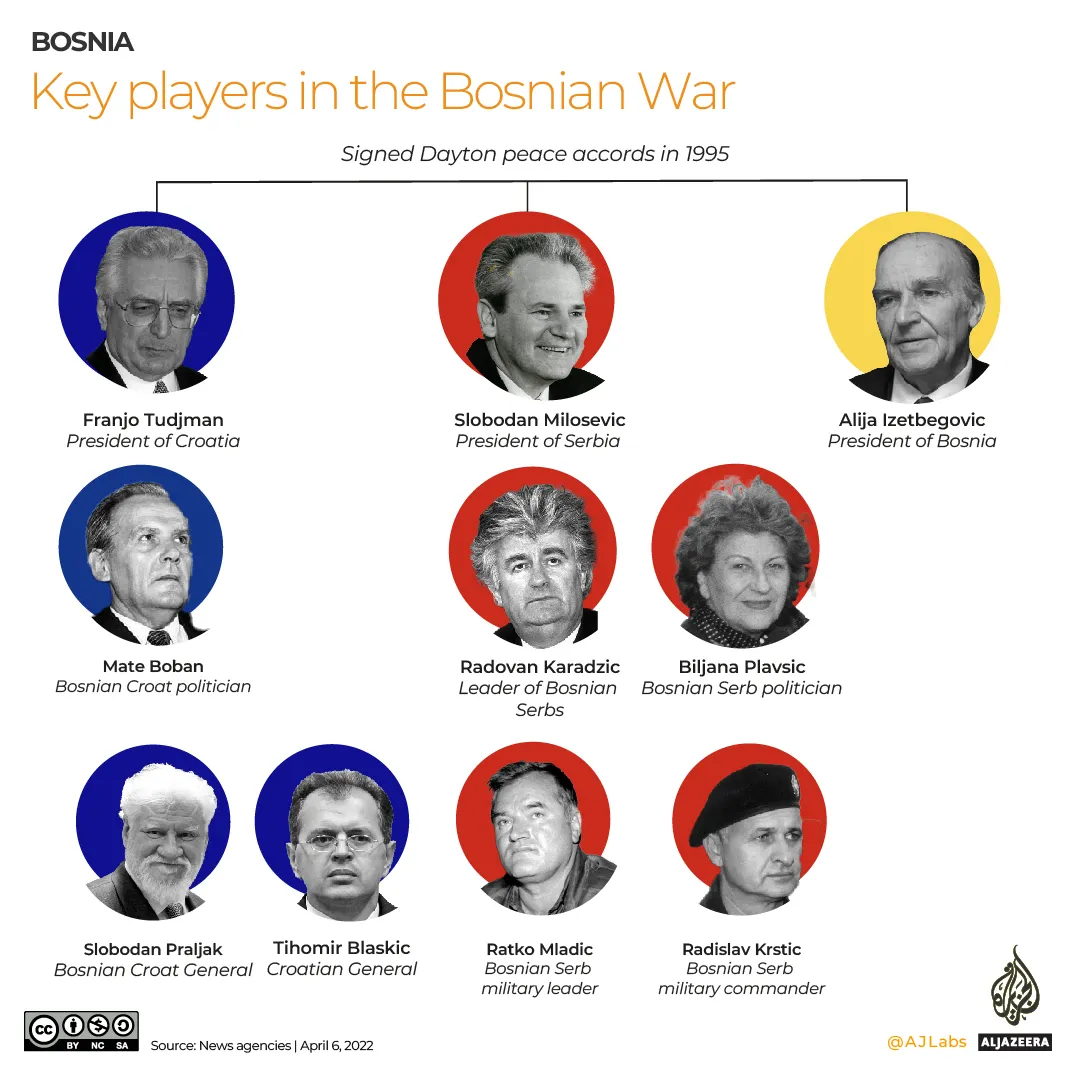 BOSNIA
Key players in the Bosnian War
Signed Dayton peace accords in 1995
Franjo Tudjman
President of Croatia
Slobodan Milosevic
President of Serbia
Alija Izetbegovic
President of Bosnia
Mate Boban
Bosnian Croat politician
Radovan Karadzic
Leader of Bosnian
Serbs
Biljana Plavsic
Bosnian Serb politician
Slobodan Praljak
Bosnian Croat General
Tihomir Blaskic
Croatian General
Ratko Mladic
Bosnian Serb
military leader
Radislav Krstic
Bosnian Serb
military commander
cc BY NC SA
Source: News agencies | April 6, 2022
@AJLabs
ALJAZEERA